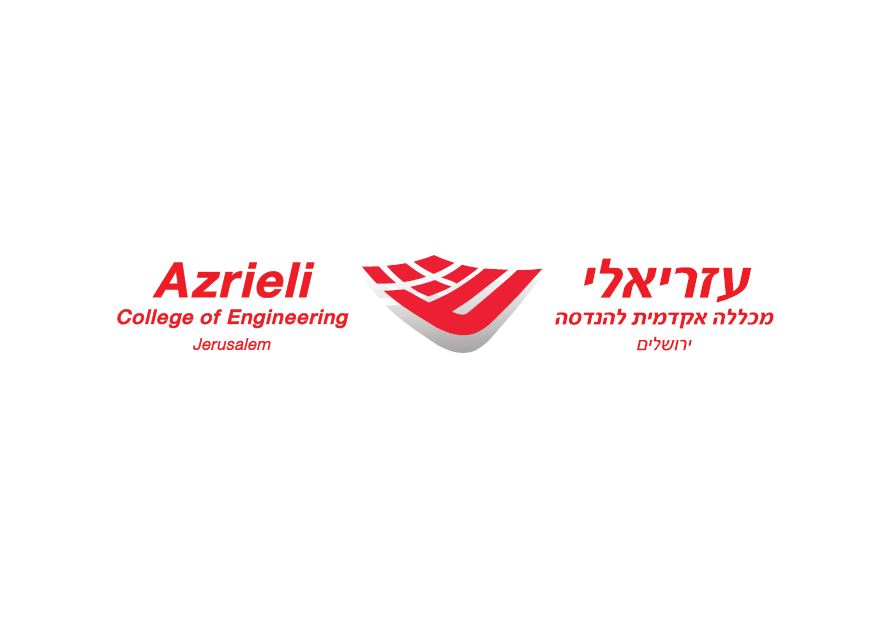 Azrieli
College of Engineering
Jerusalem
עזריאלי
מכללה אקדמית להנדסה
ירושלים